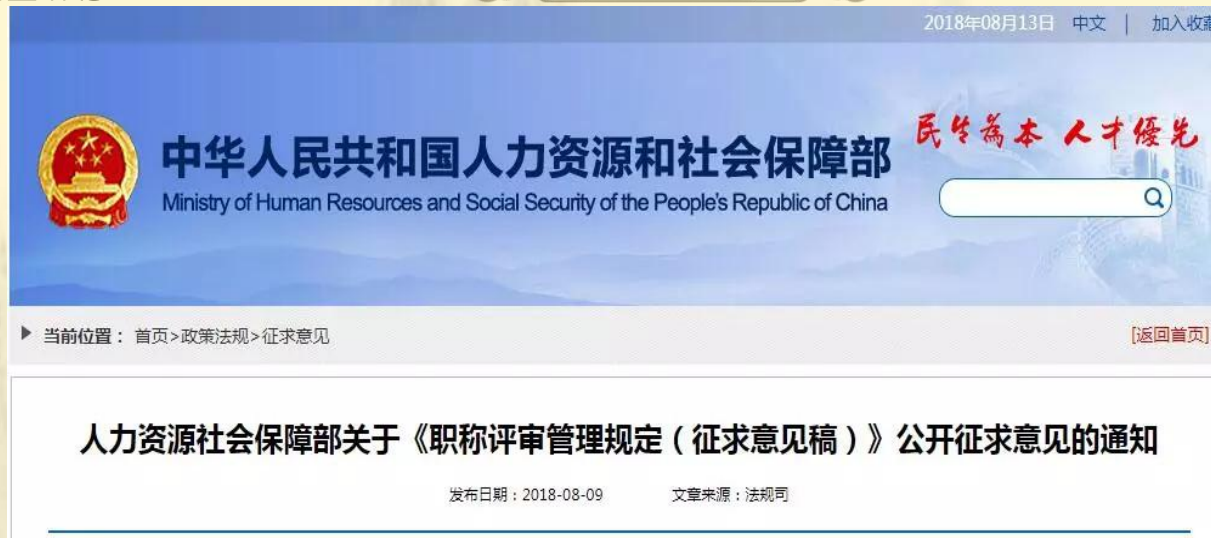 2018年08月13日 中文 | 加入收藏
民生為本 人才優先
中华人民共和国人力资源和社会保障部
Ministry of Human Resources and Social Security of the People's Republic of China
当前位置： 首页>政策法规>征求意见 [返回首页]
人力资源社会保障部关于《职称评审管理规定（征求意见稿）》公开征求意见的通知
发布日期：2018-08-09 文章来源：法规司